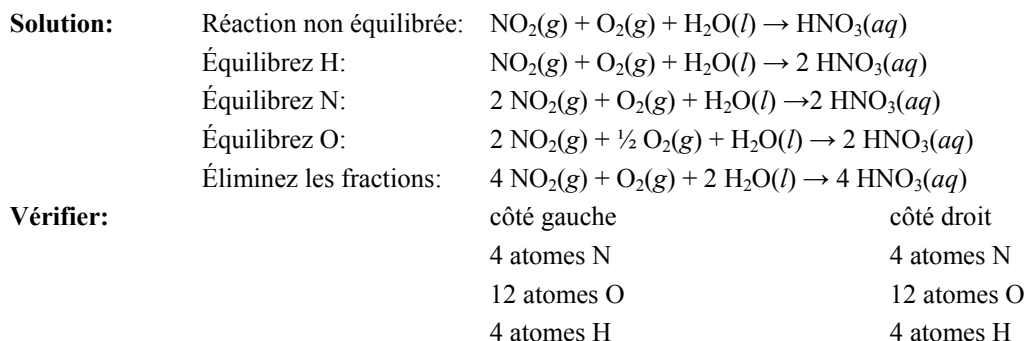 Solution: Réaction non équilibrée: NO₂(g) + O₂(g) + H₂O(l) → HNO₃(aq)
Équilibrez H: NO₂(g) + O₂(g) + H₂O(l) → 2 HNO₃(aq)
Équilibrez N: 2 NO₂(g) + O₂(g) + H₂O(l) →2 HNO₃(aq)
Équilibrez O: 2 NO₂(g) + ½ O₂(g) + H₂O(l) → 2 HNO₃(aq)
Éliminez les fractions: 4 NO₂(g) + O₂(g) + 2 H₂O(l) → 4 HNO₃(aq)
Vérifier: côté gauche côté droit
4 atomes N 4 atomes N
12 atomes O 12 atomes O
4 atomes H 4 atomes H